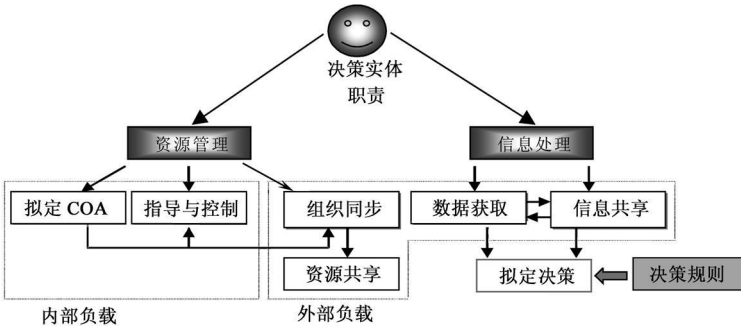 决策实体
职责
资源管理
信息处理
拟定 COA
指导与控制
组织同步
数据获取
信息共享
资源共享
拟定决策
决策规则
内部负载
外部负载